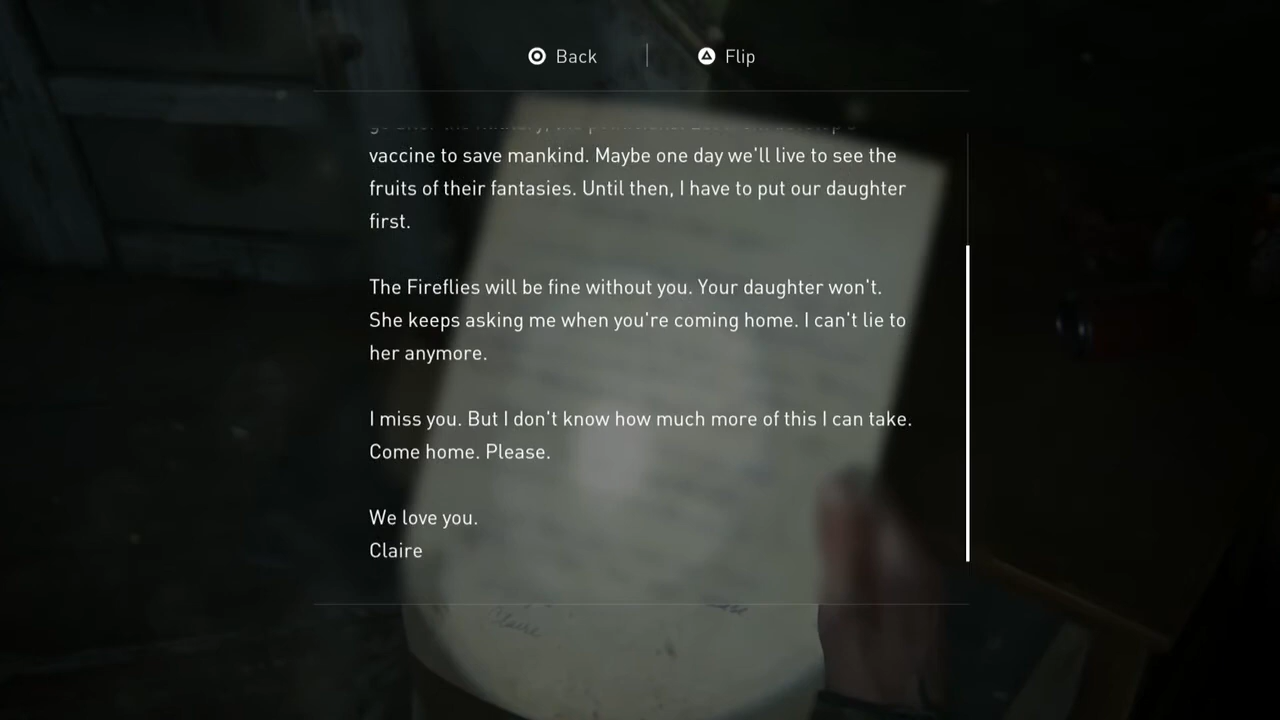 Back
Flip
vaccine to save mankind. Maybe one day we'll live to see the
fruits of their fantasies. Until then, I have to put our daughter
first.
The Fireflies will be fine without you. Your daughter won't.
She keeps asking me when you're coming home. I can't lie to
her anymore.
I miss you. But I don't know how much more of this I can take.
Come home. Please.
We love you.
Claire
Claire